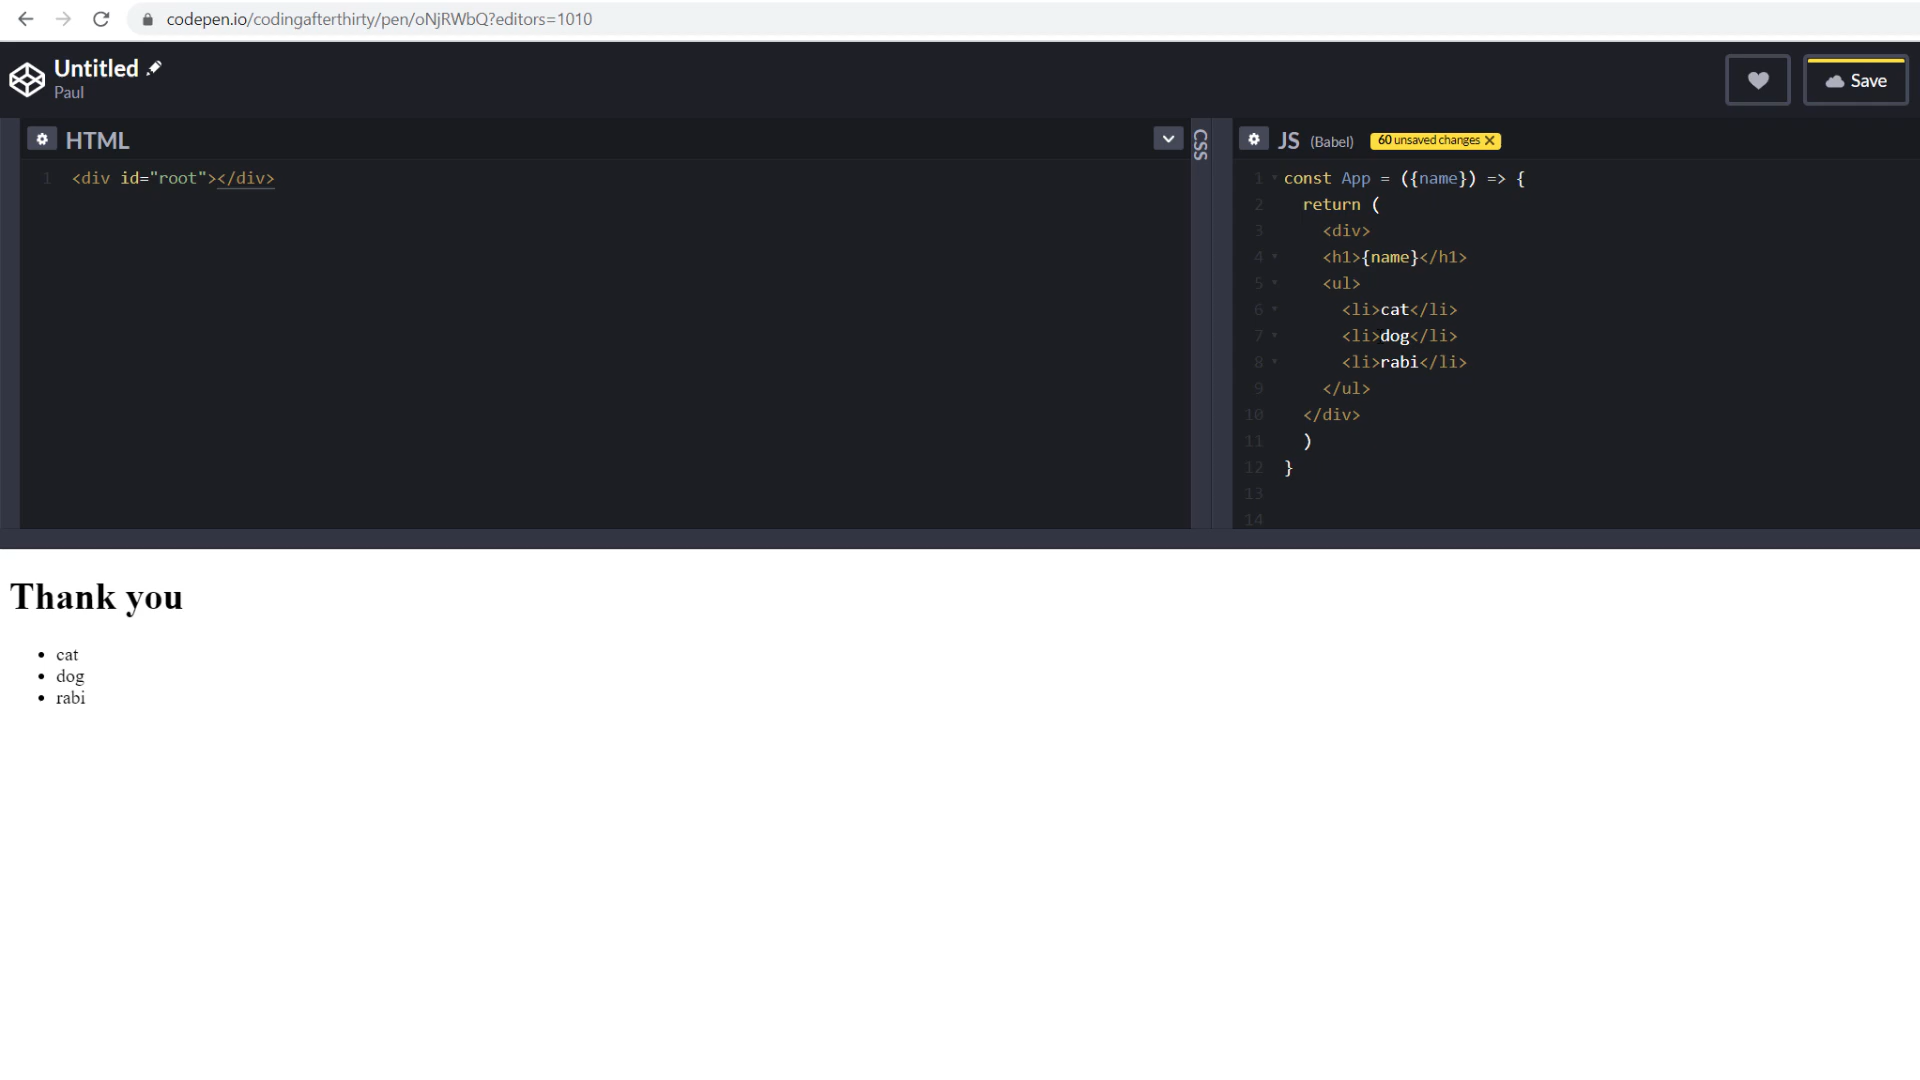 codepen.io/codingafterthirty/pen/oNjRWbQ?editors=1010
Untitled
Paul
Save
HTML
1 <div id="root"></div>
CSS
JS (Babel) 60 unsaved changes X
1 const App = ({name}) => {
2 return (
3 <div>
4 <h1>{name}</h1>
5 <ul>
6 <li>cat</li>
7 <li>dog</li>
8 <li>rabi</li>
9 </ul>
10 </div>
11 )
12 }
13
14
Thank you
• cat
• dog
• rabi